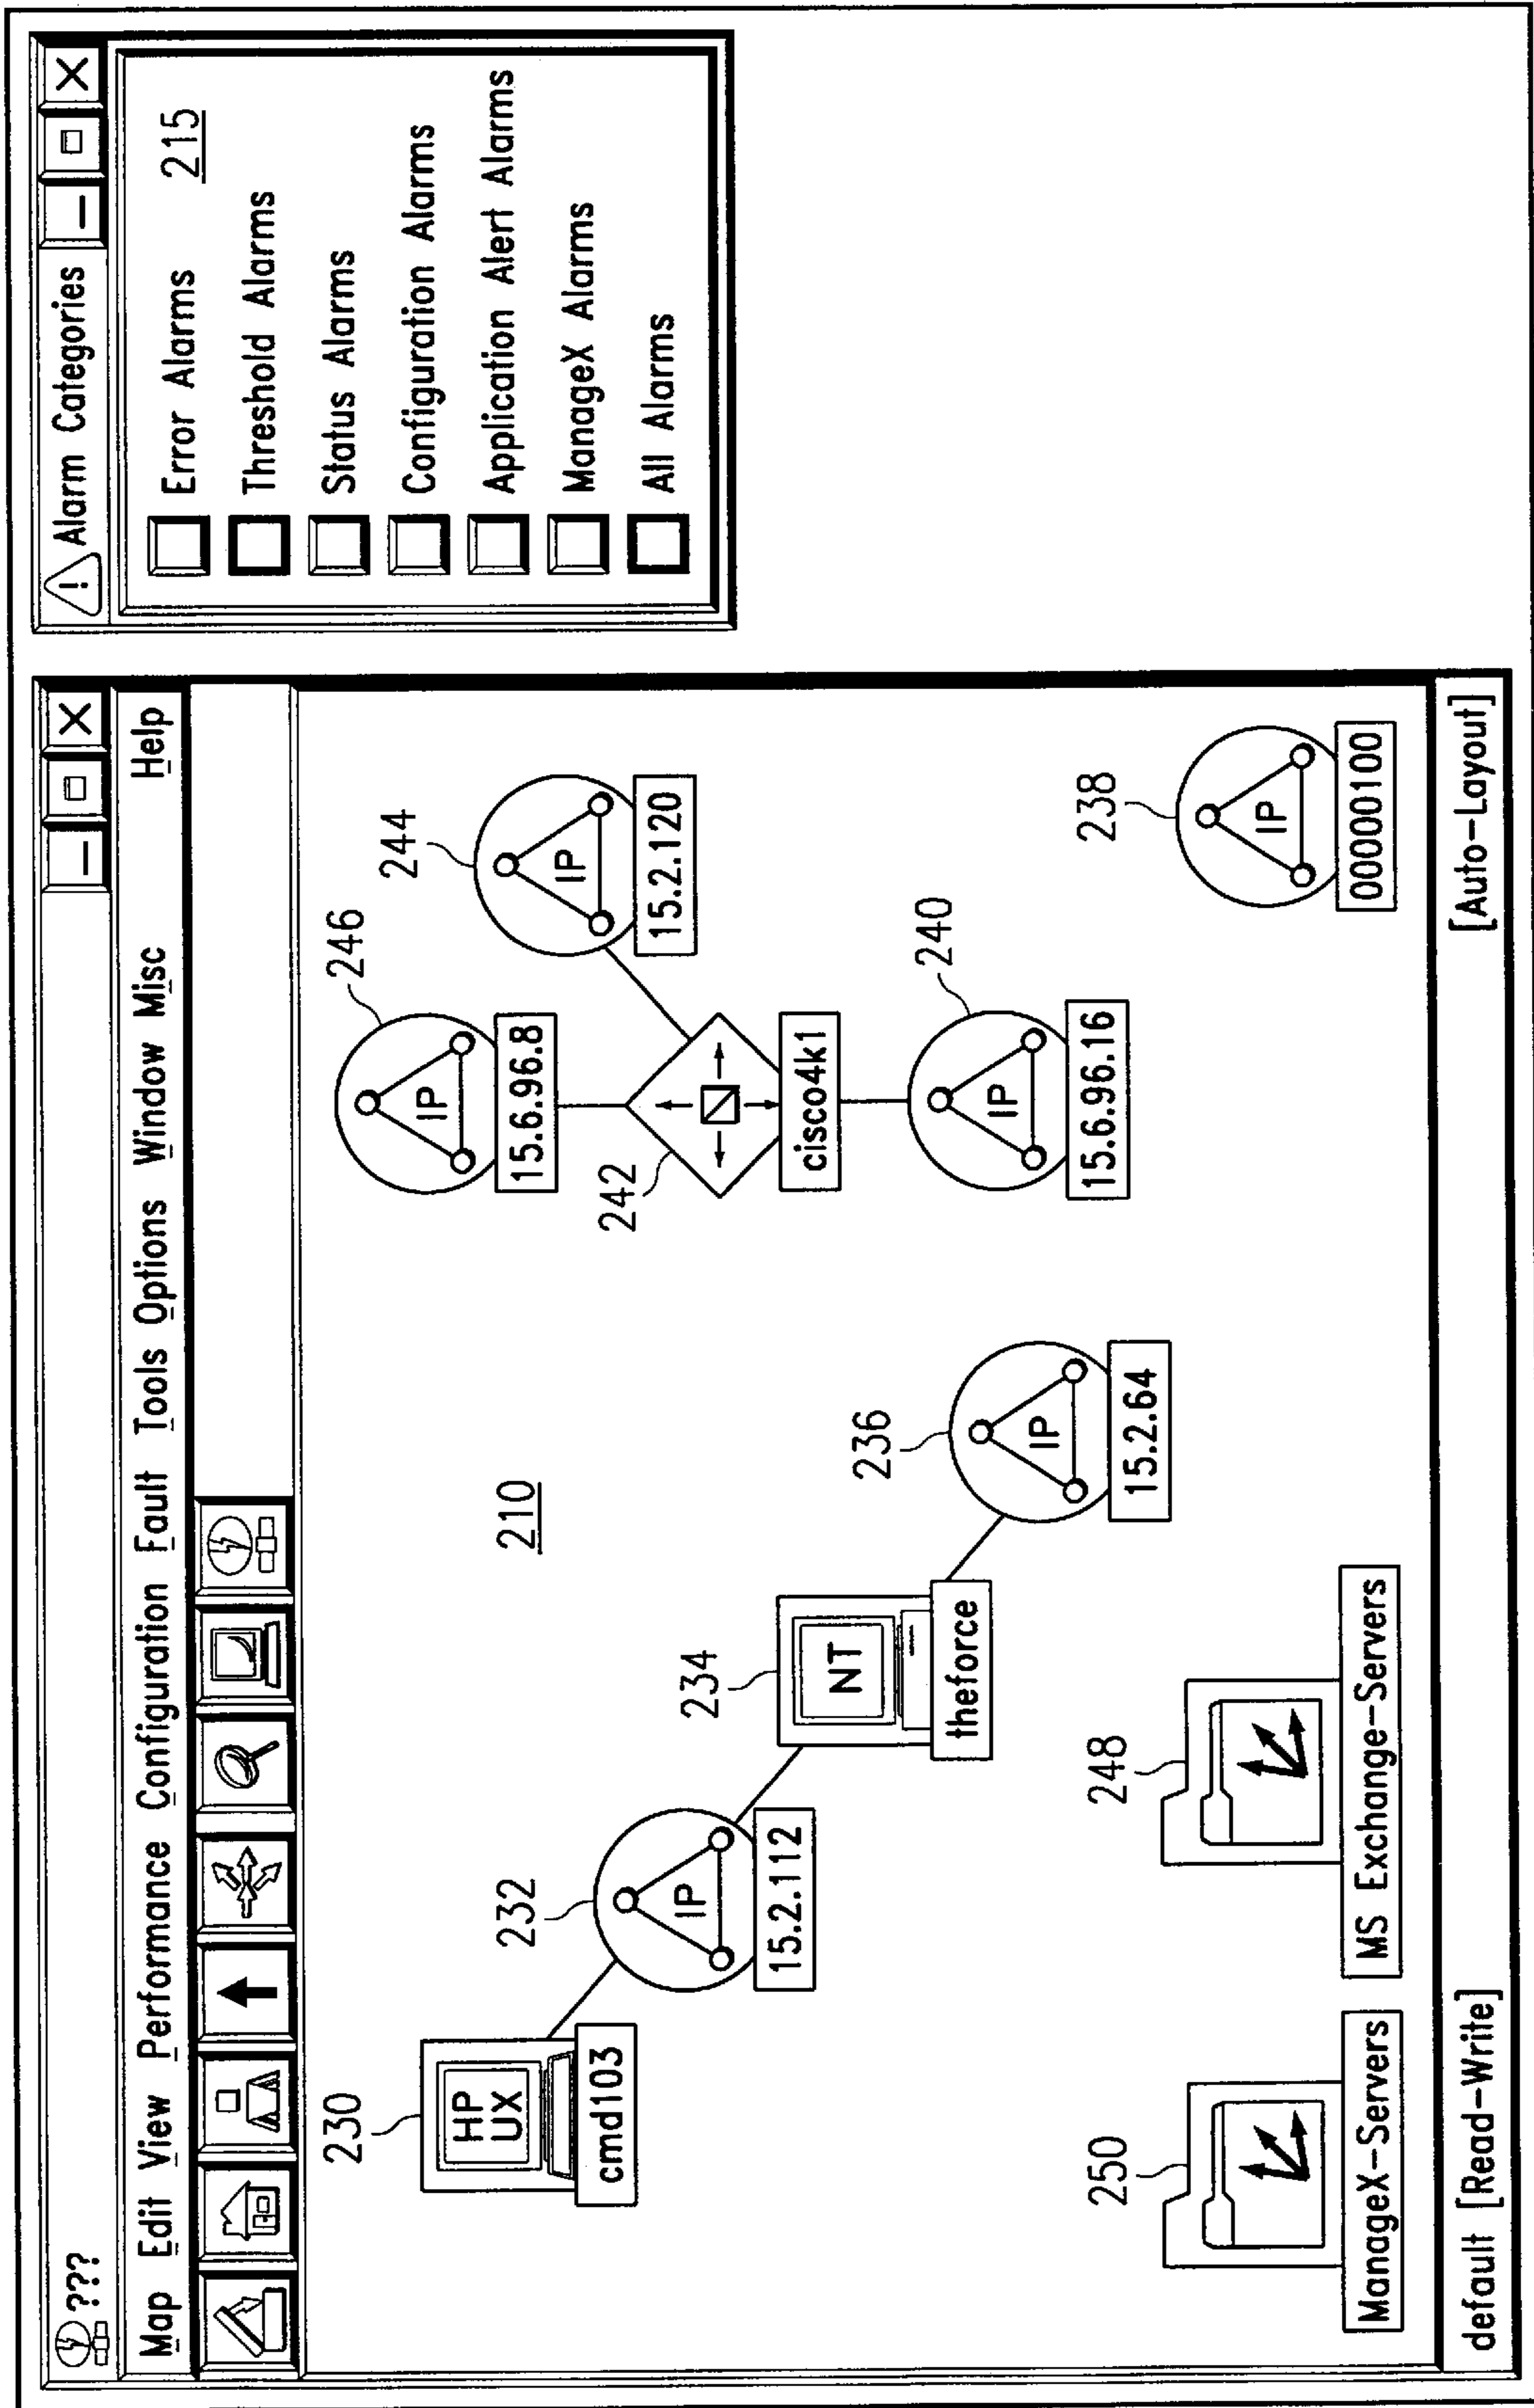 ???
Map Edit View Performance Configuration Fault Tools Options Window Misc Help
210
230
HP
UX
cmd103
232
IP
15.2.112
234
NT
theforce
236
IP
15.2.64
246
IP
15.6.96.8
244
IP
15.2.120
242
cisco4k1
240
IP
15.6.96.16
238
IP
00000100
250
ManageX-Servers
248
MS Exchange-Servers
default [Read-Write] [Auto-Layout]
! Alarm Categories
Error Alarms 215
Threshold Alarms
Status Alarms
Configuration Alarms
Application Alert Alarms
ManageX Alarms
All Alarms